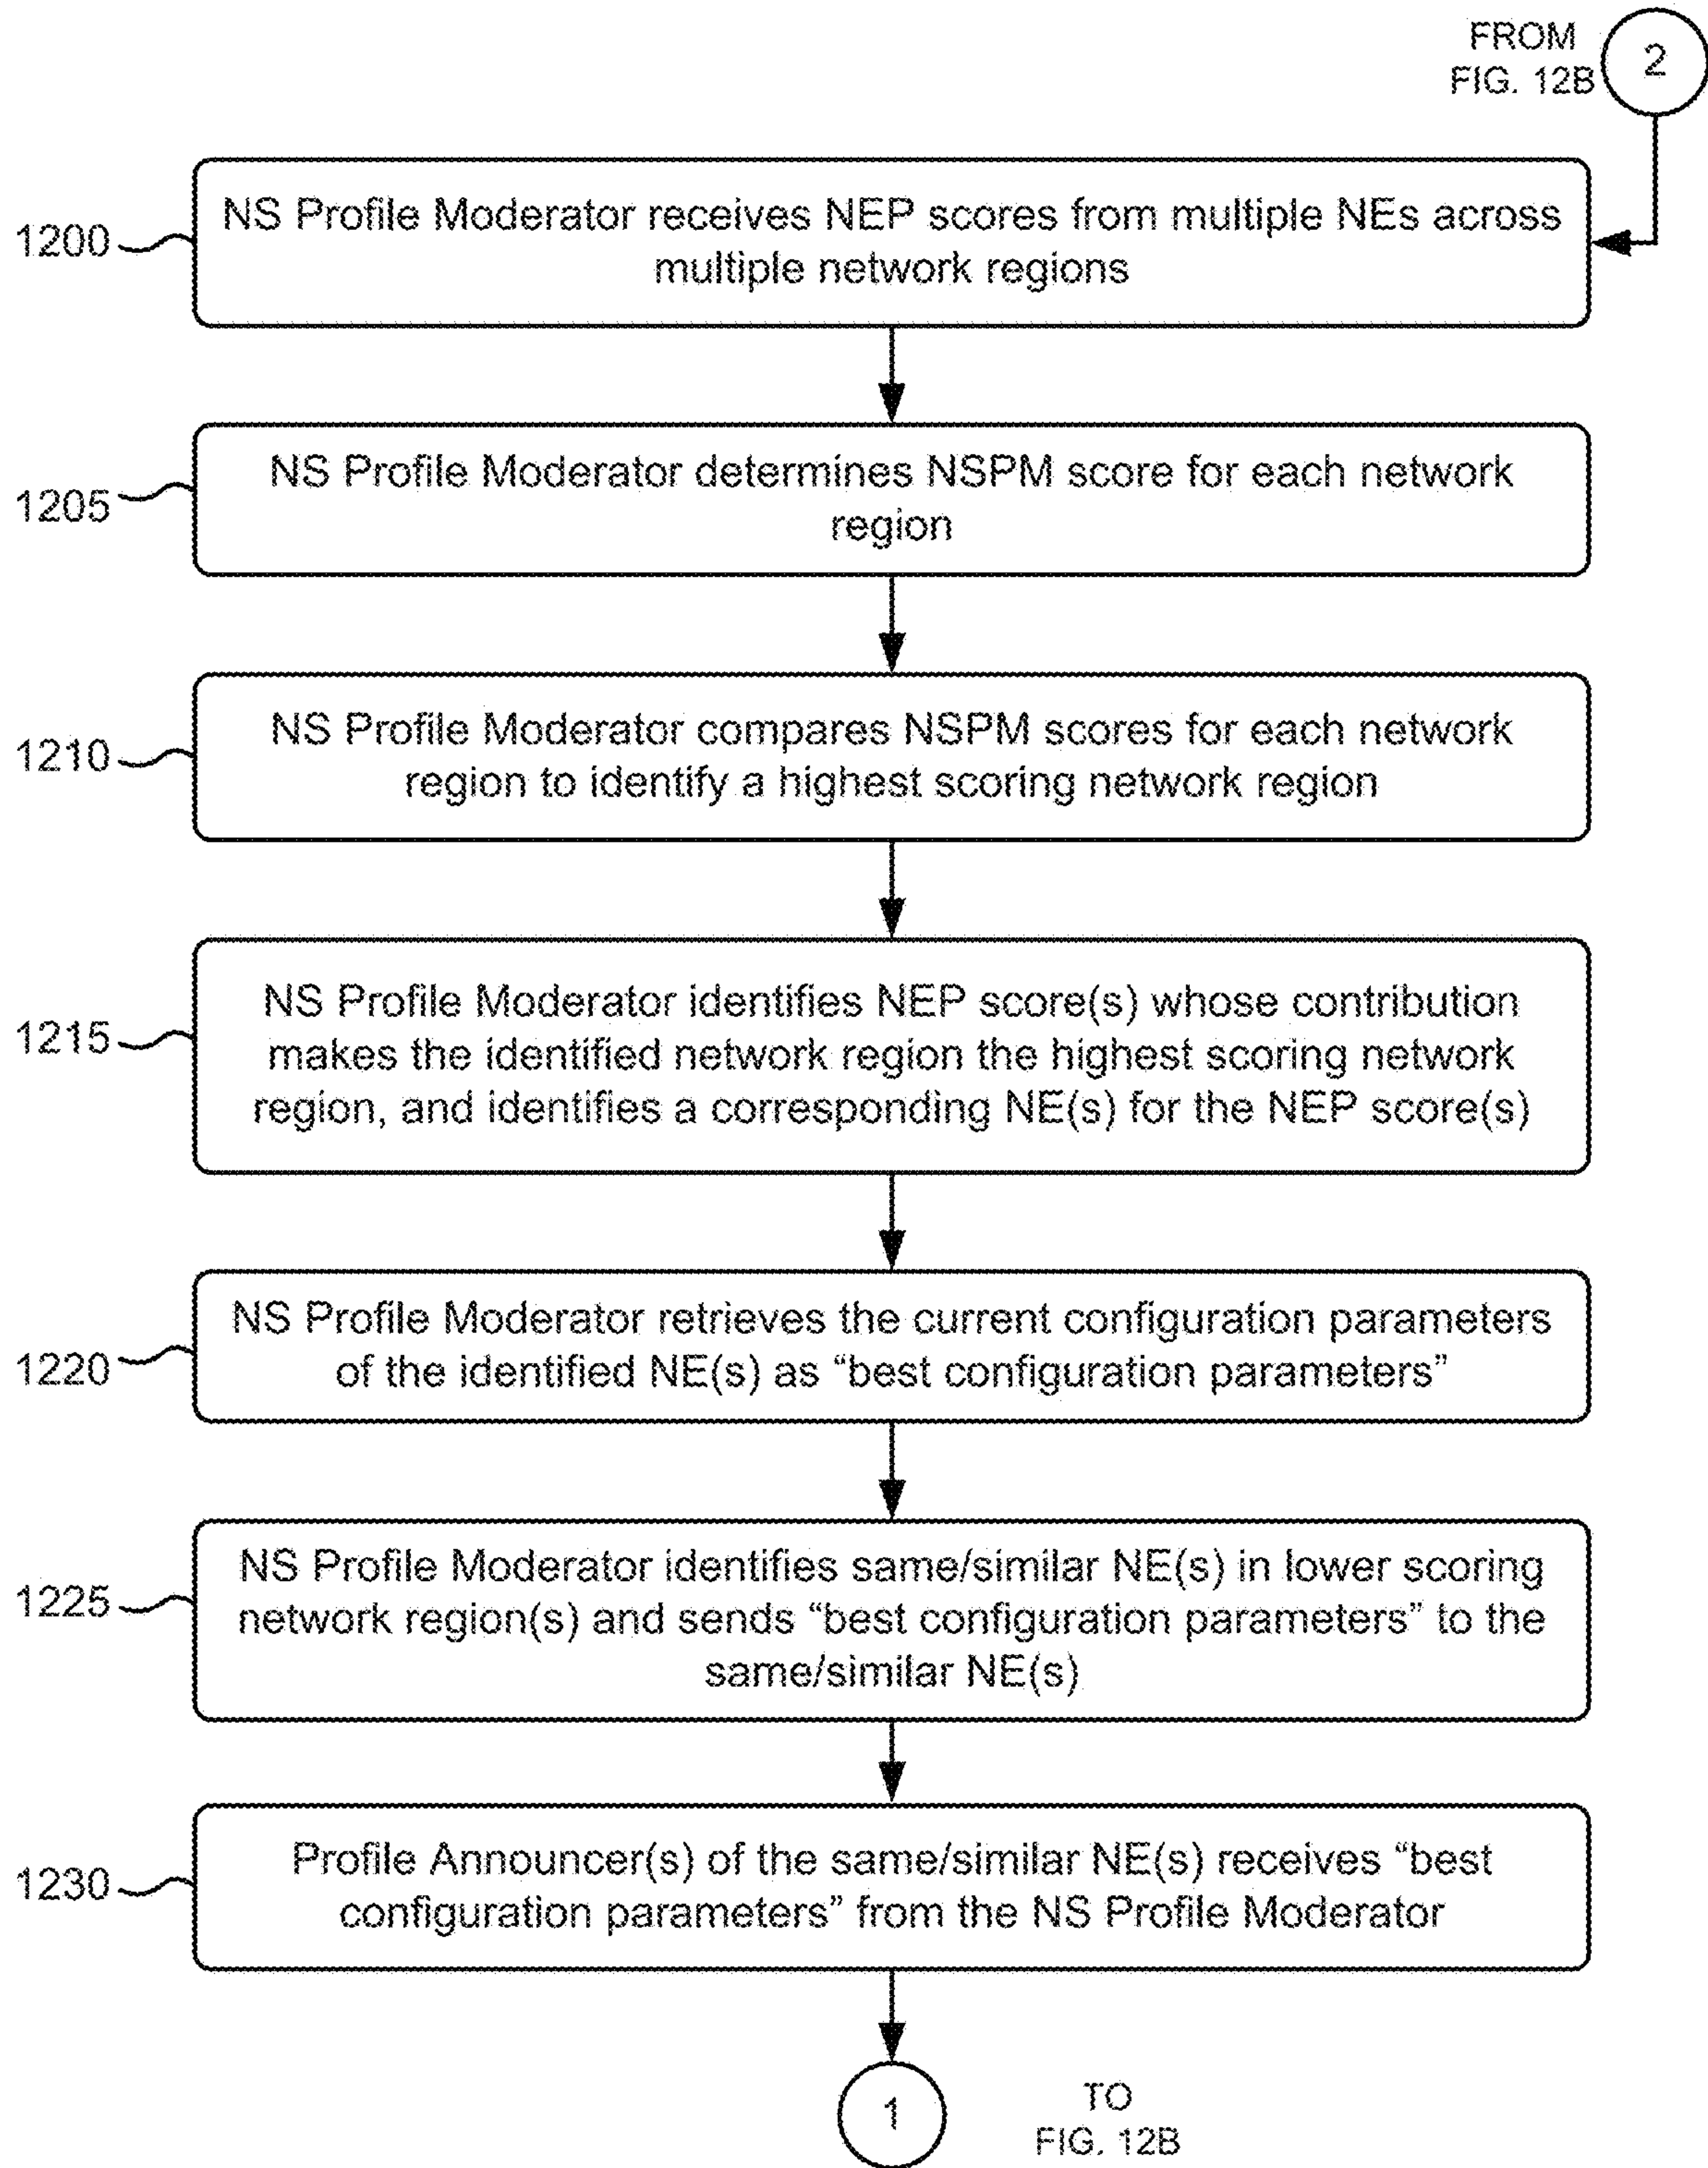 FROM
FIG. 12B
2
1200
NS Profile Moderator receives NEP scores from multiple NEs across
multiple network regions
1205
NS Profile Moderator determines NSPM score for each network
region
1210
NS Profile Moderator compares NSPM scores for each network
region to identify a highest scoring network region
1215
NS Profile Moderator identifies NEP score(s) whose contribution
makes the identified network region the highest scoring network
region, and identifies a corresponding NE(s) for the NEP score(s)
1220
NS Profile Moderator retrieves the current configuration parameters
of the identified NE(s) as “best configuration parameters”
1225
NS Profile Moderator identifies same/similar NE(s) in lower scoring
network region(s) and sends “best configuration parameters” to the
same/similar NE(s)
1230
Profile Announcer(s) of the same/similar NE(s) receives “best
configuration parameters” from the NS Profile Moderator
1
TO
FIG. 12B